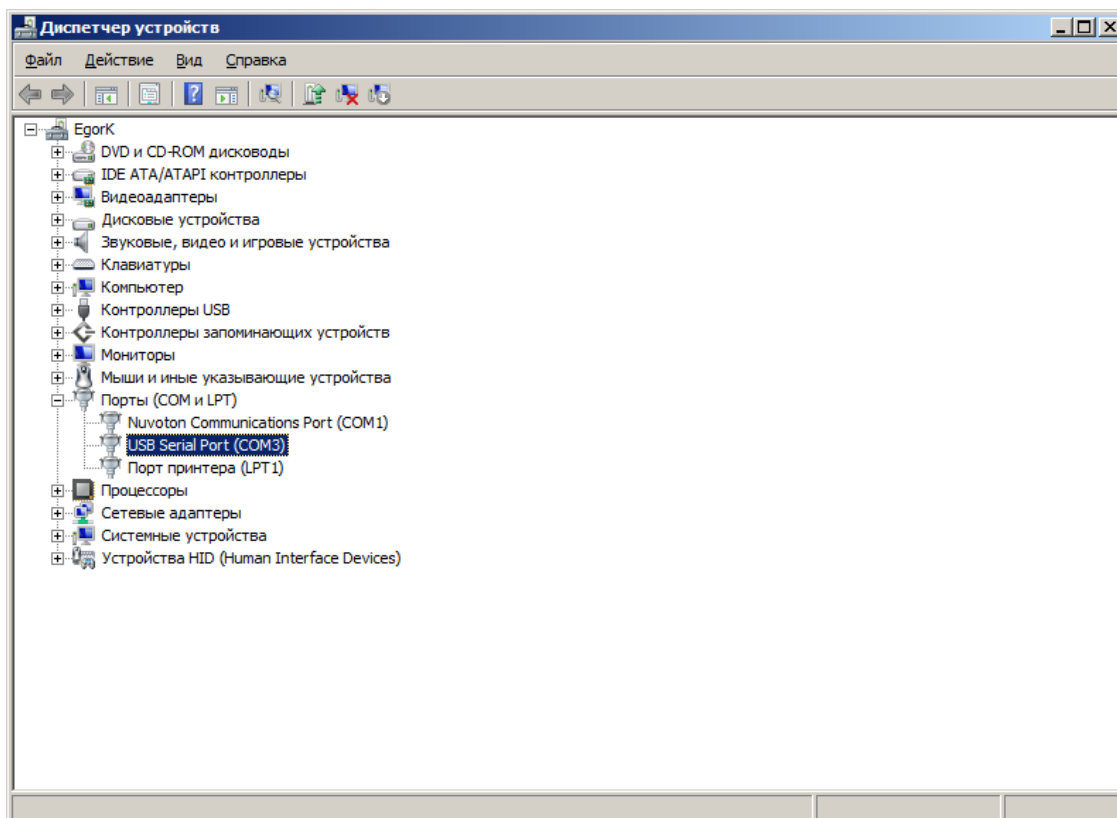 Диспетчер устройств
Файл Действие Вид Справка
EgorK
DVD и CD-ROM дисководы
IDE ATA/ATAPI контроллеры
Видеоадаптеры
Дисковые устройства
Звуковые, видео и игровые устройства
Клавиатуры
Компьютер
Контроллеры USB
Контроллеры запоминающих устройств
Мониторы
Мыши и иные указывающие устройства
Порты (COM и LPT)
Nuvoton Communications Port (COM1)
USB Serial Port (COM3)
Порт принтера (LPT1)
Процессоры
Сетевые адаптеры
Системные устройства
Устройства HID (Human Interface Devices)